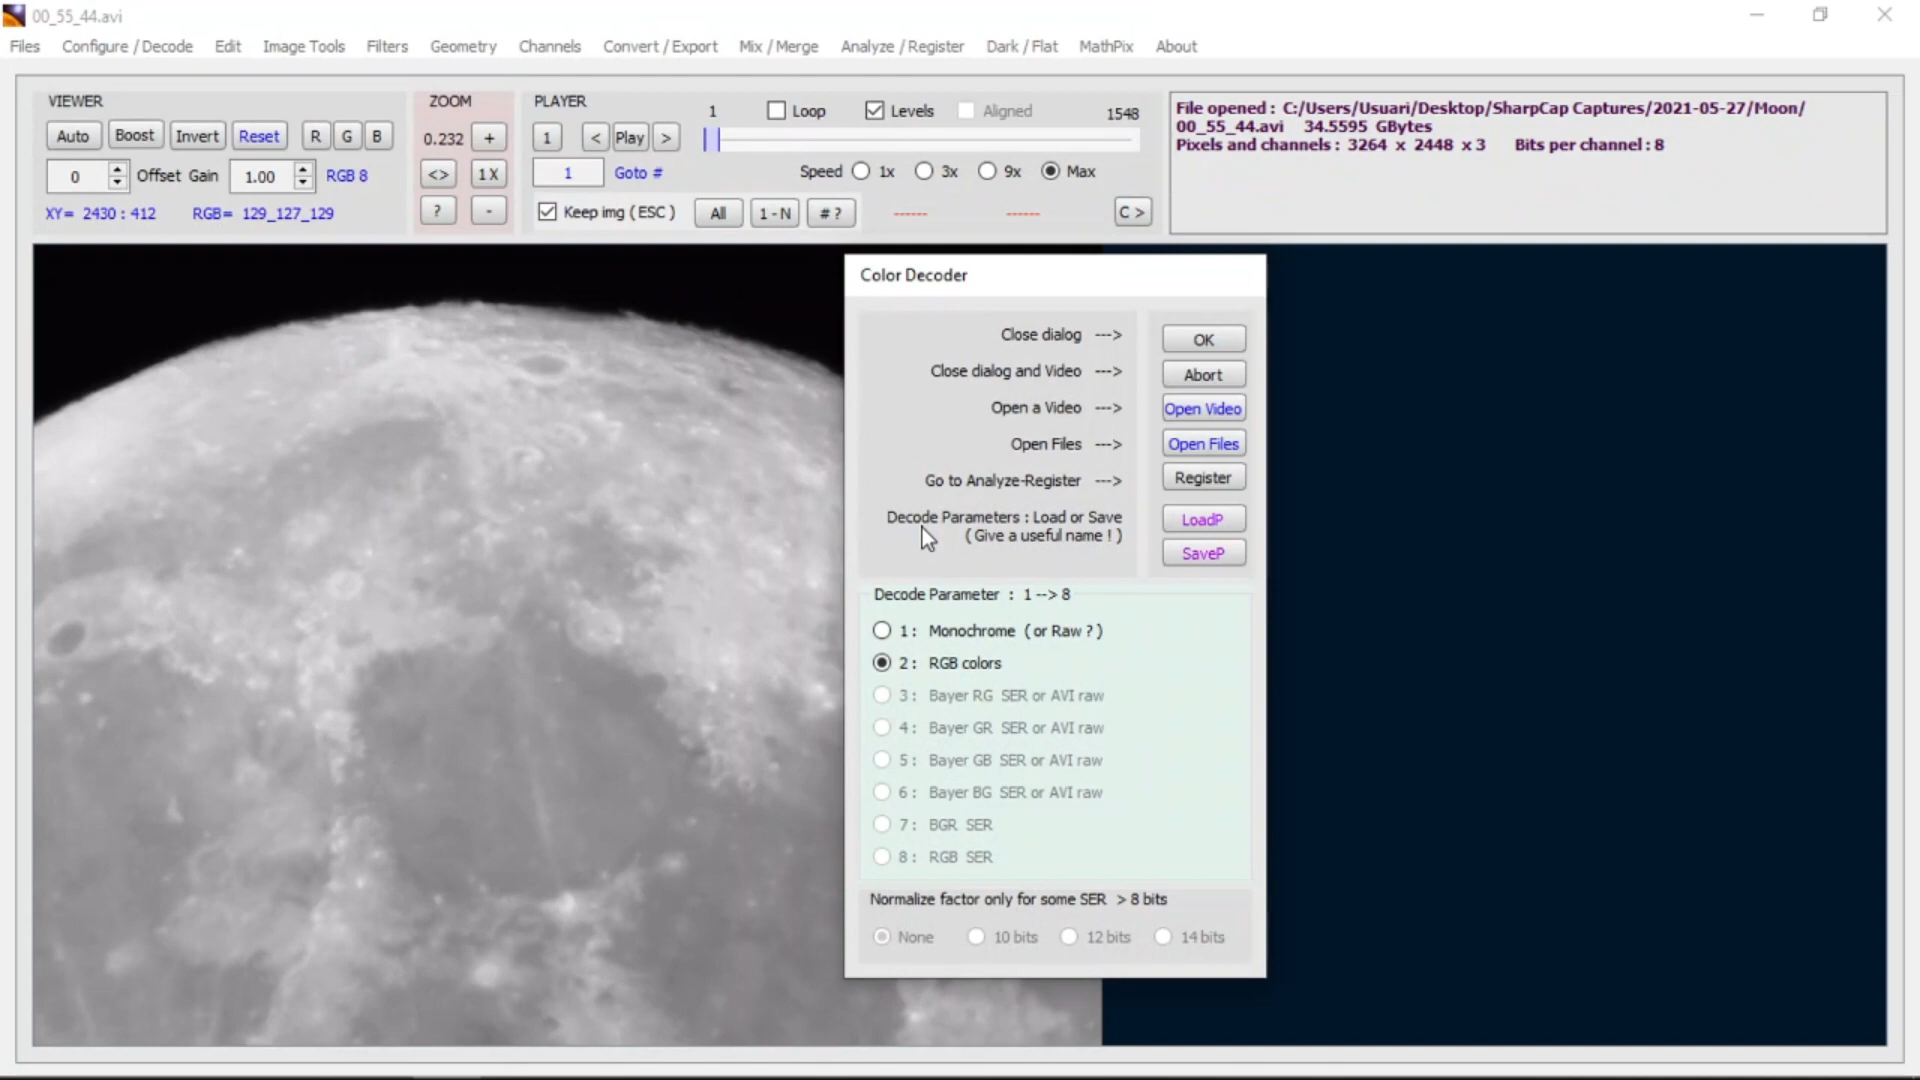 00_55_44.avi
Files Configure / Decode Edit Image Tools Filters Geometry Channels Convert / Export Mix / Merge Analyze / Register Dark / Flat MathPix About
VIEWER
Auto Boost Invert Reset R G B
0 Offset Gain 1.00 RGB 8
XY= 2430 : 412 RGB= 129_127_129
ZOOM
0.232 +
<> 1 X
? -
PLAYER 1 Loop Levels Aligned 1548
1 < Play >
1 Goto # Speed 1x 3x 9x Max
Keep img ( ESC ) All 1 - N # ? ------ ------ C >
File opened : C:/Users/Usuari/Desktop/SharpCap Captures/2021-05-27/Moon/
00_55_44.avi 34.5595 GBytes
Pixels and channels : 3264 x 2448 x 3 Bits per channel : 8
Color Decoder
Close dialog ---> OK
Close dialog and Video ---> Abort
Open a Video ---> Open Video
Open Files ---> Open Files
Go to Analyze-Register ---> Register
Decode Parameters : Load or Save LoadP
( Give a useful name ! ) SaveP
Decode Parameter : 1 --> 8
1 : Monochrome ( or Raw ? )
2 : RGB colors
3 : Bayer RG SER or AVI raw
4 : Bayer GR SER or AVI raw
5 : Bayer GB SER or AVI raw
6 : Bayer BG SER or AVI raw
7 : BGR SER
8 : RGB SER
Normalize factor only for some SER > 8 bits
None 10 bits 12 bits 14 bits